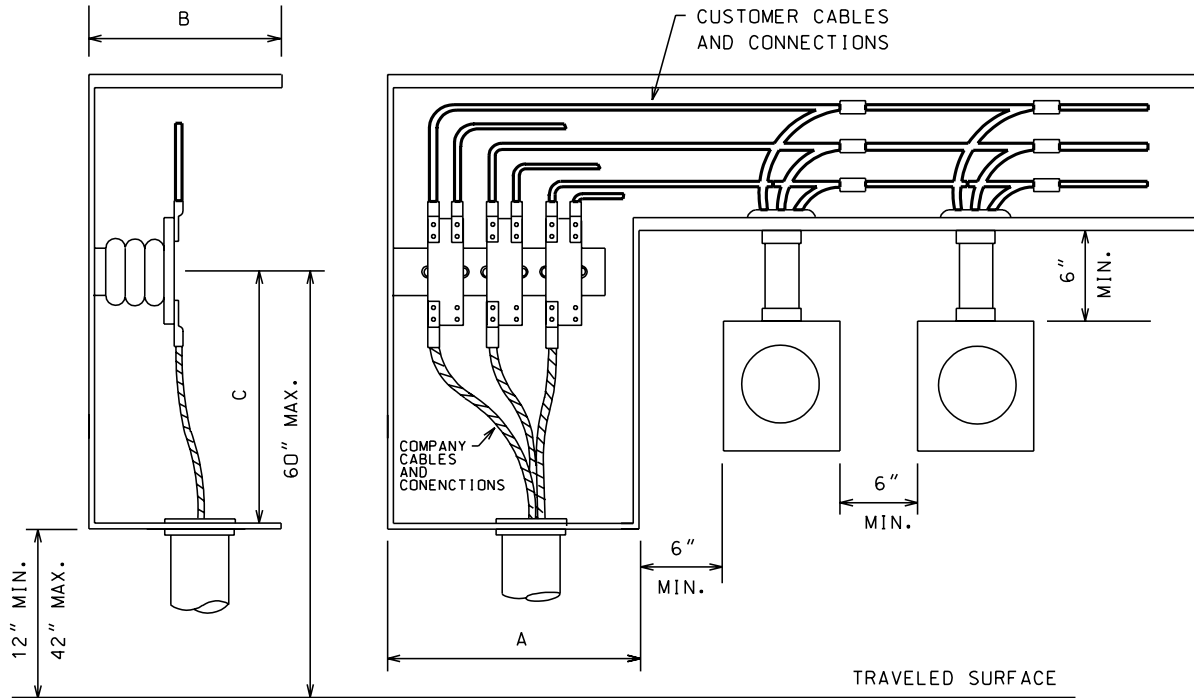 B
CUSTOMER CABLES
AND CONNECTIONS
6"
MIN.
C
60" MAX.
COMPANY
CABLES
AND
CONENCTIONS
6"
MIN.
6"
MIN.
12" MIN.
42" MAX.
A
TRAVELED SURFACE